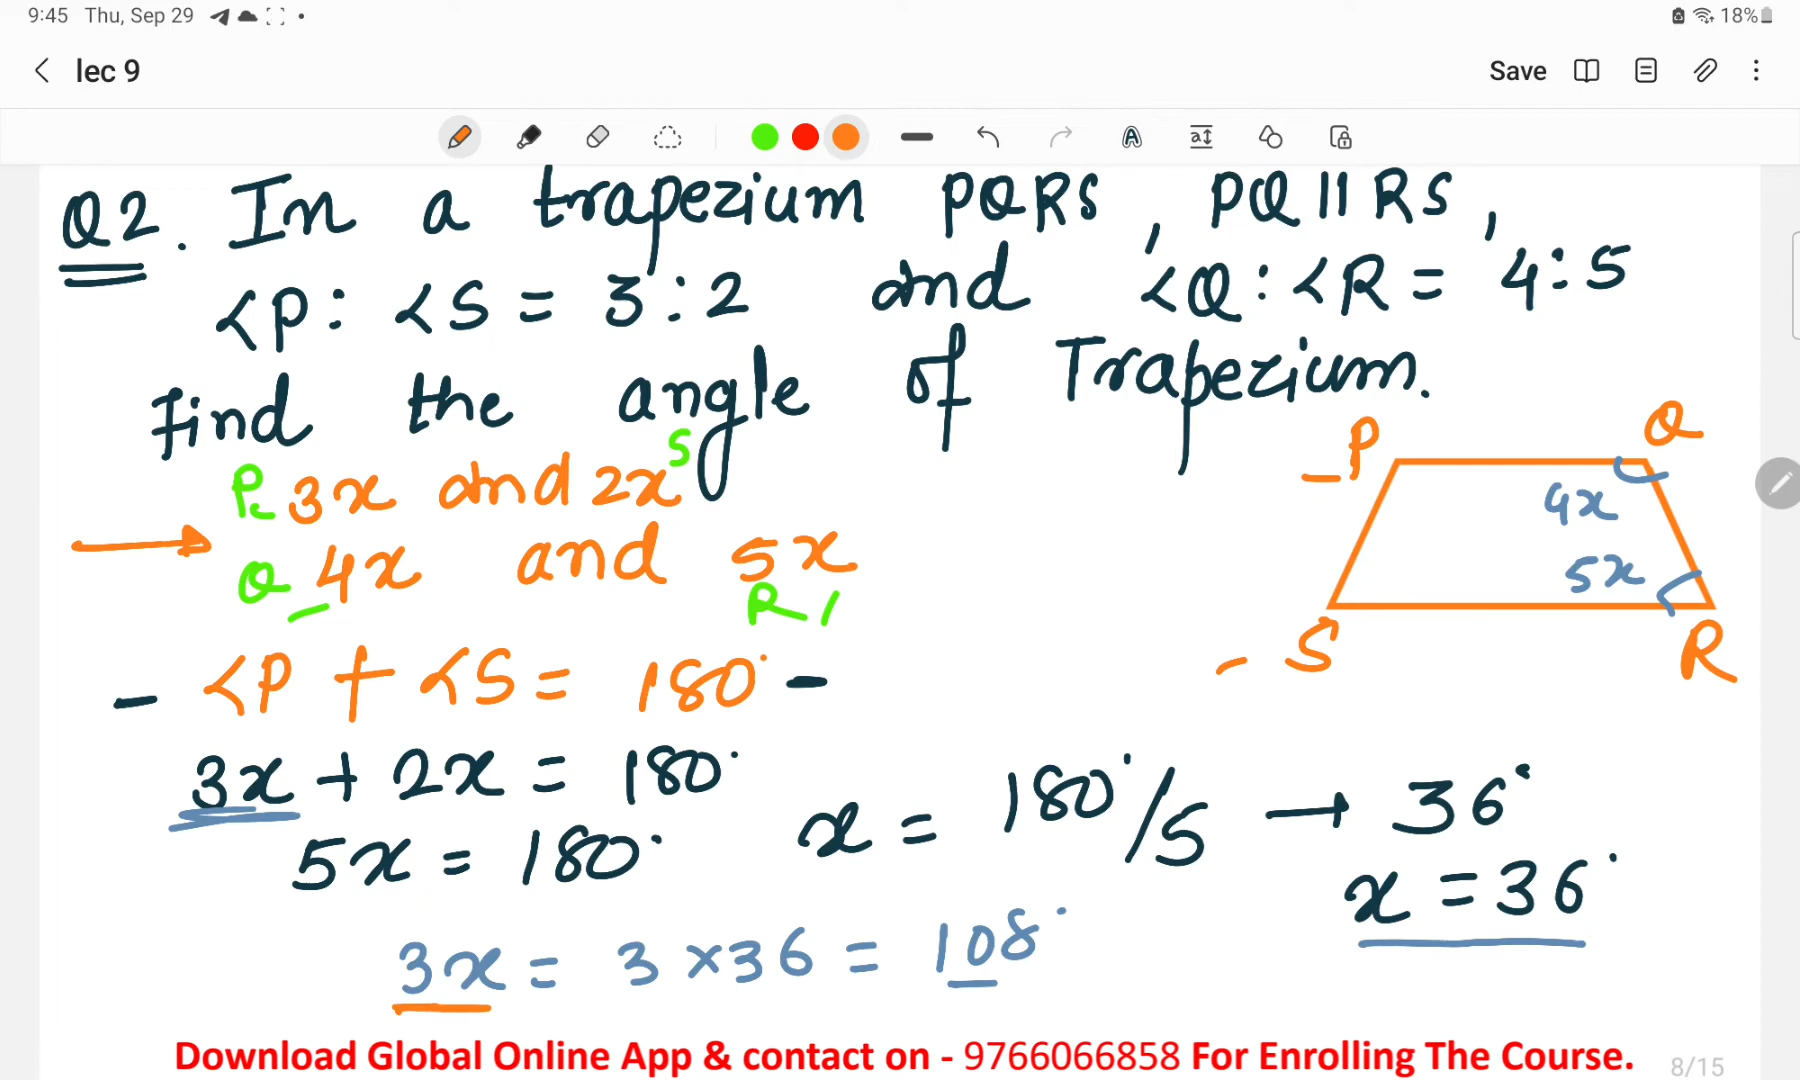 9:45 Thu, Sep 29
18%
lec 9
Save
Q2. In a trapezium PQRS, PQ || RS,
<P : <S = 3 : 2 and <Q : <R = 4 : 5
Find the angle of Trapezium.
P 3x and 2x S
Q 4x and 5x
R
P
Q
4x
5x
S
R
- <P + <S = 180° -
3x + 2x = 180°
5x = 180°
x = 180°/5 → 36°
x = 36°
3x = 3 × 36 = 108°
Download Global Online App & contact on - 9766066858 For Enrolling The Course.
8/15